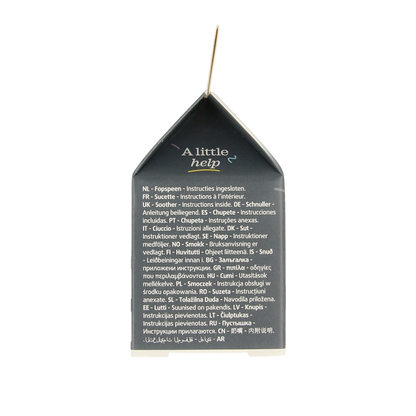 A little
help
NL - Fopspeen - Instructies ingesloten.
FR - Sucette - Instructions à l'intérieur.
UK - Soother - Instructions inside. DE - Schnuller -
Anleitung beiliegend. ES - Chupete - Instrucciones
incluidas. PT - Chupeta - Instruções anexas.
IT - Ciuccio - Istruzioni allegate. DK - Sut -
Instruktioner vedlagt. SE - Napp - Instruktioner
medföljer. NO - Smokk - Bruksanvisning er
vedlagt. FI - Huvitutti - Ohjeet liitteenä. IS - Snuð
- Leiðbeiningar innan í. BG - Залъгалка -
приложени инструкции. GR - πιπίλα - οδηγίες
που περιλαμβάνονται. HU - Cumi - Utasítások
mellékelve. PL - Smoczek - Instrukcja obsługi w
środku opakowania. RO - Suzeta - Instrucțiuni
anexate. SL - Tolažilna Duda - Navodila priložena.
EE - Lutti - Suunised on pakendis. LV - Knupis -
Instrukcijas pievienotas. LT - Čiulptukas -
Instrukcijas pievienotas. RU - Пустышка -
Инструкции прилагаются. CN - 奶嘴 - 内附说明.
AR -